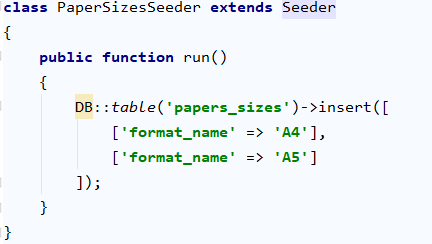 class PaperSizesSeeder extends Seeder
{
    public function run()
    {
        DB::table('papers_sizes')->insert([
            ['format_name' => 'A4'],
            ['format_name' => 'A5']
        ]);
    }
}